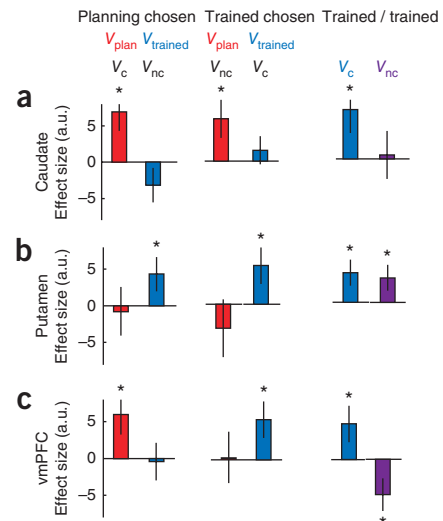 Planning chosen Trained chosen Trained / trained
Vplan Vtrained Vplan Vtrained Vc Vnc
Vc Vnc Vnc Vc
a
Caudate
Effect size (a.u.)
5
0
−5
* * *
b
Putamen
Effect size (a.u.)
5
0
−5
* * * *
c
vmPFC
Effect size (a.u.)
5
0
−5
* * * *